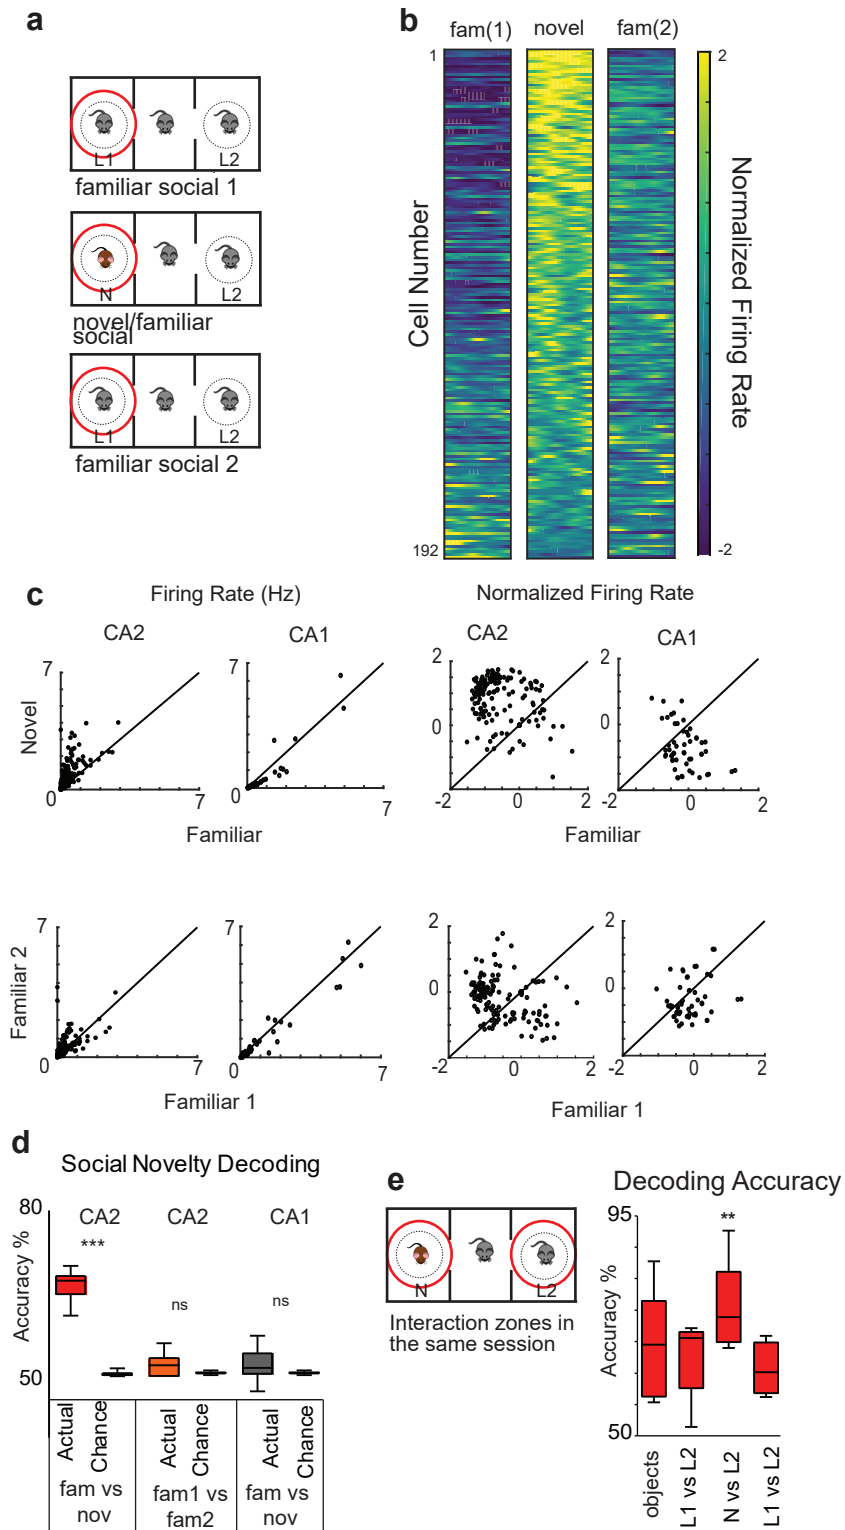 a
L1
L2
familiar social 1
N
L2
novel/familiar
social
L1
L2
familiar social 2
b
fam(1)
novel
fam(2)
1
192
Cell Number
2
-2
Normalized Firing Rate
c
Firing Rate (Hz)
Normalized Firing Rate
CA2
CA1
CA2
CA1
Novel
7
0
7
Familiar
7
0
7
2
0
-2
0
2
Familiar
2
0
-2
0
2
Familiar 2
7
0
7
Familiar 1
7
0
7
2
0
-2
0
2
Familiar 1
2
0
-2
0
2
d
Social Novelty Decoding
Accuracy %
80
50
CA2
CA2
CA1
***
ns
ns
Actual
Chance
Actual
Chance
Actual
Chance
fam vs
nov
fam1 vs
fam2
fam vs
nov
e
N
L2
Interaction zones in
the same session
Decoding Accuracy
Accuracy %
95
50
**
objects
L1 vs L2
N vs L2
L1 vs L2